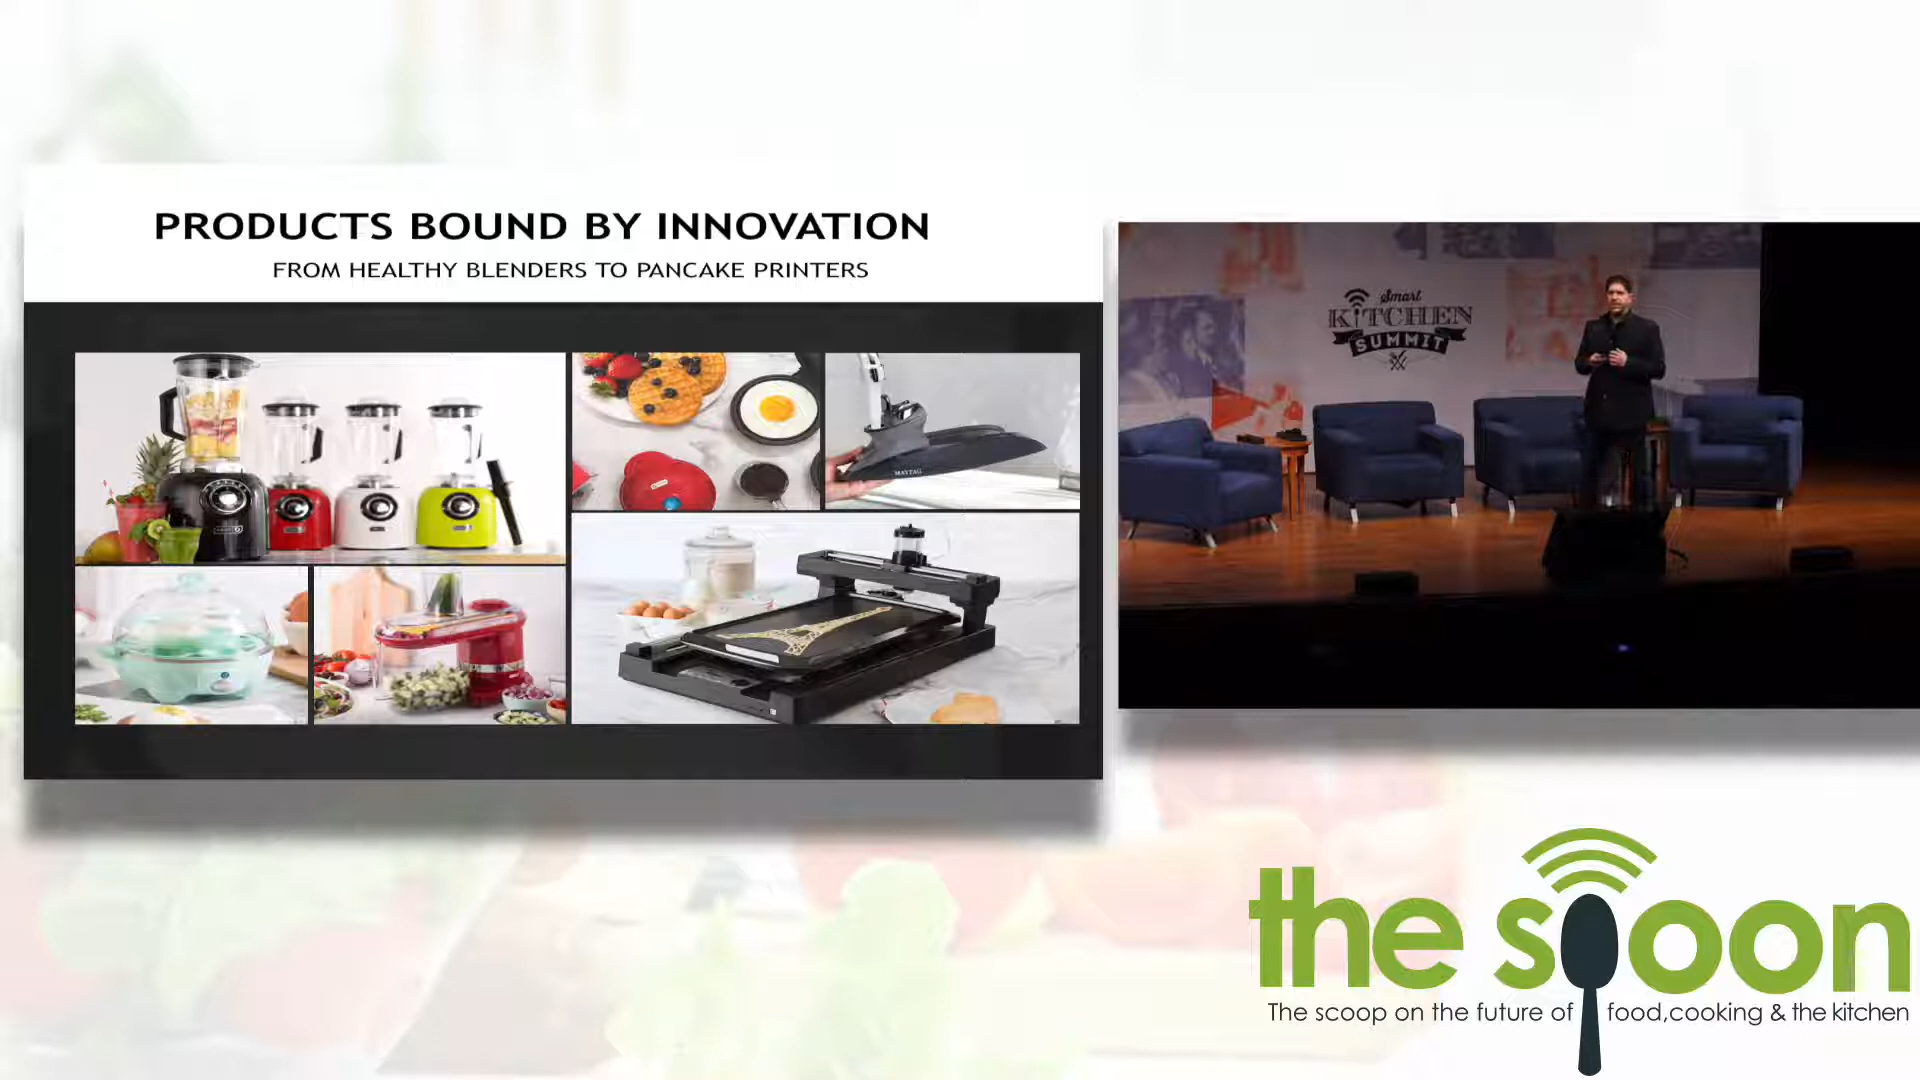 PRODUCTS BOUND BY INNOVATION
FROM HEALTHY BLENDERS TO PANCAKE PRINTERS
MAYTAG
Smart
KITCHEN
SUMMIT
the spoon
The scoop on the future of food,cooking & the kitchen